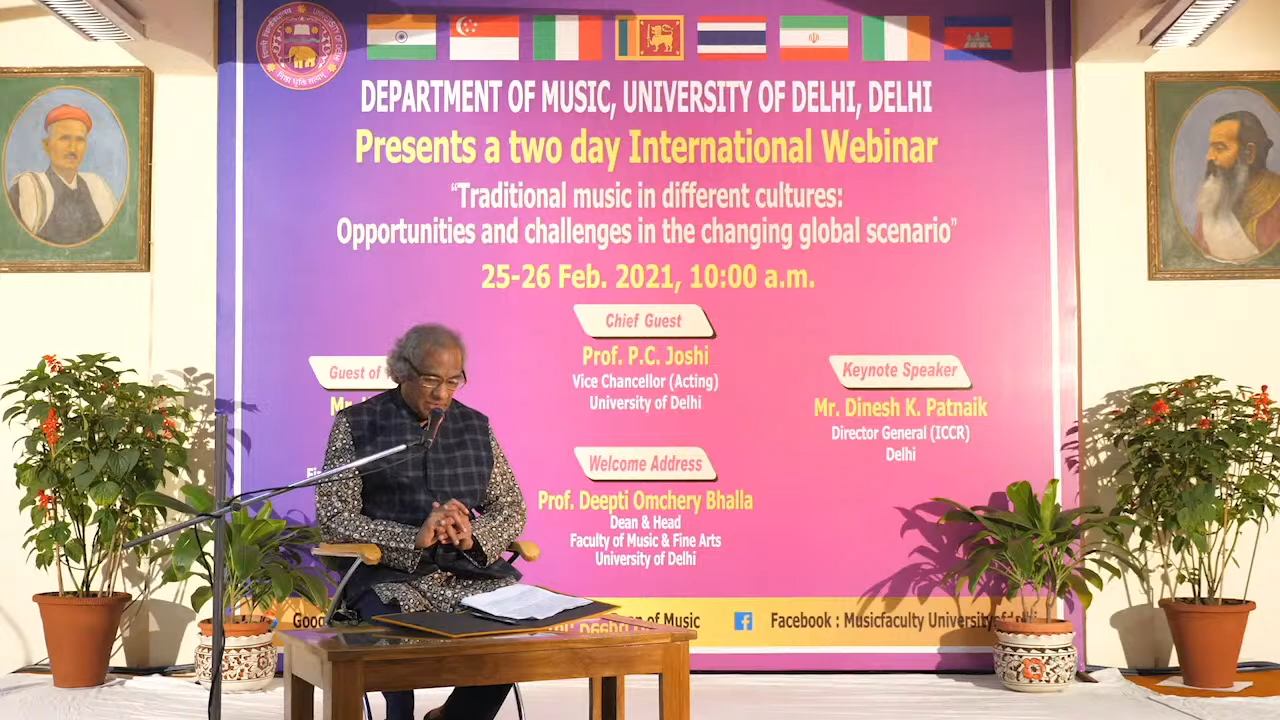 DEPARTMENT OF MUSIC, UNIVERSITY OF DELHI, DELHI
Presents a two day International Webinar
“Traditional music in different cultures:
Opportunities and challenges in the changing global scenario”
25-26 Feb. 2021, 10:00 a.m.
Chief Guest
Prof. P.C. Joshi
Vice Chancellor (Acting)
University of Delhi
Guest of
Keynote Speaker
Mr. Dinesh K. Patnaik
Director General (ICCR)
Delhi
Welcome Address
Prof. Deepti Omchery Bhalla
Dean & Head
Faculty of Music & Fine Arts
University of Delhi
of Music
Facebook : Musicfaculty Universityof